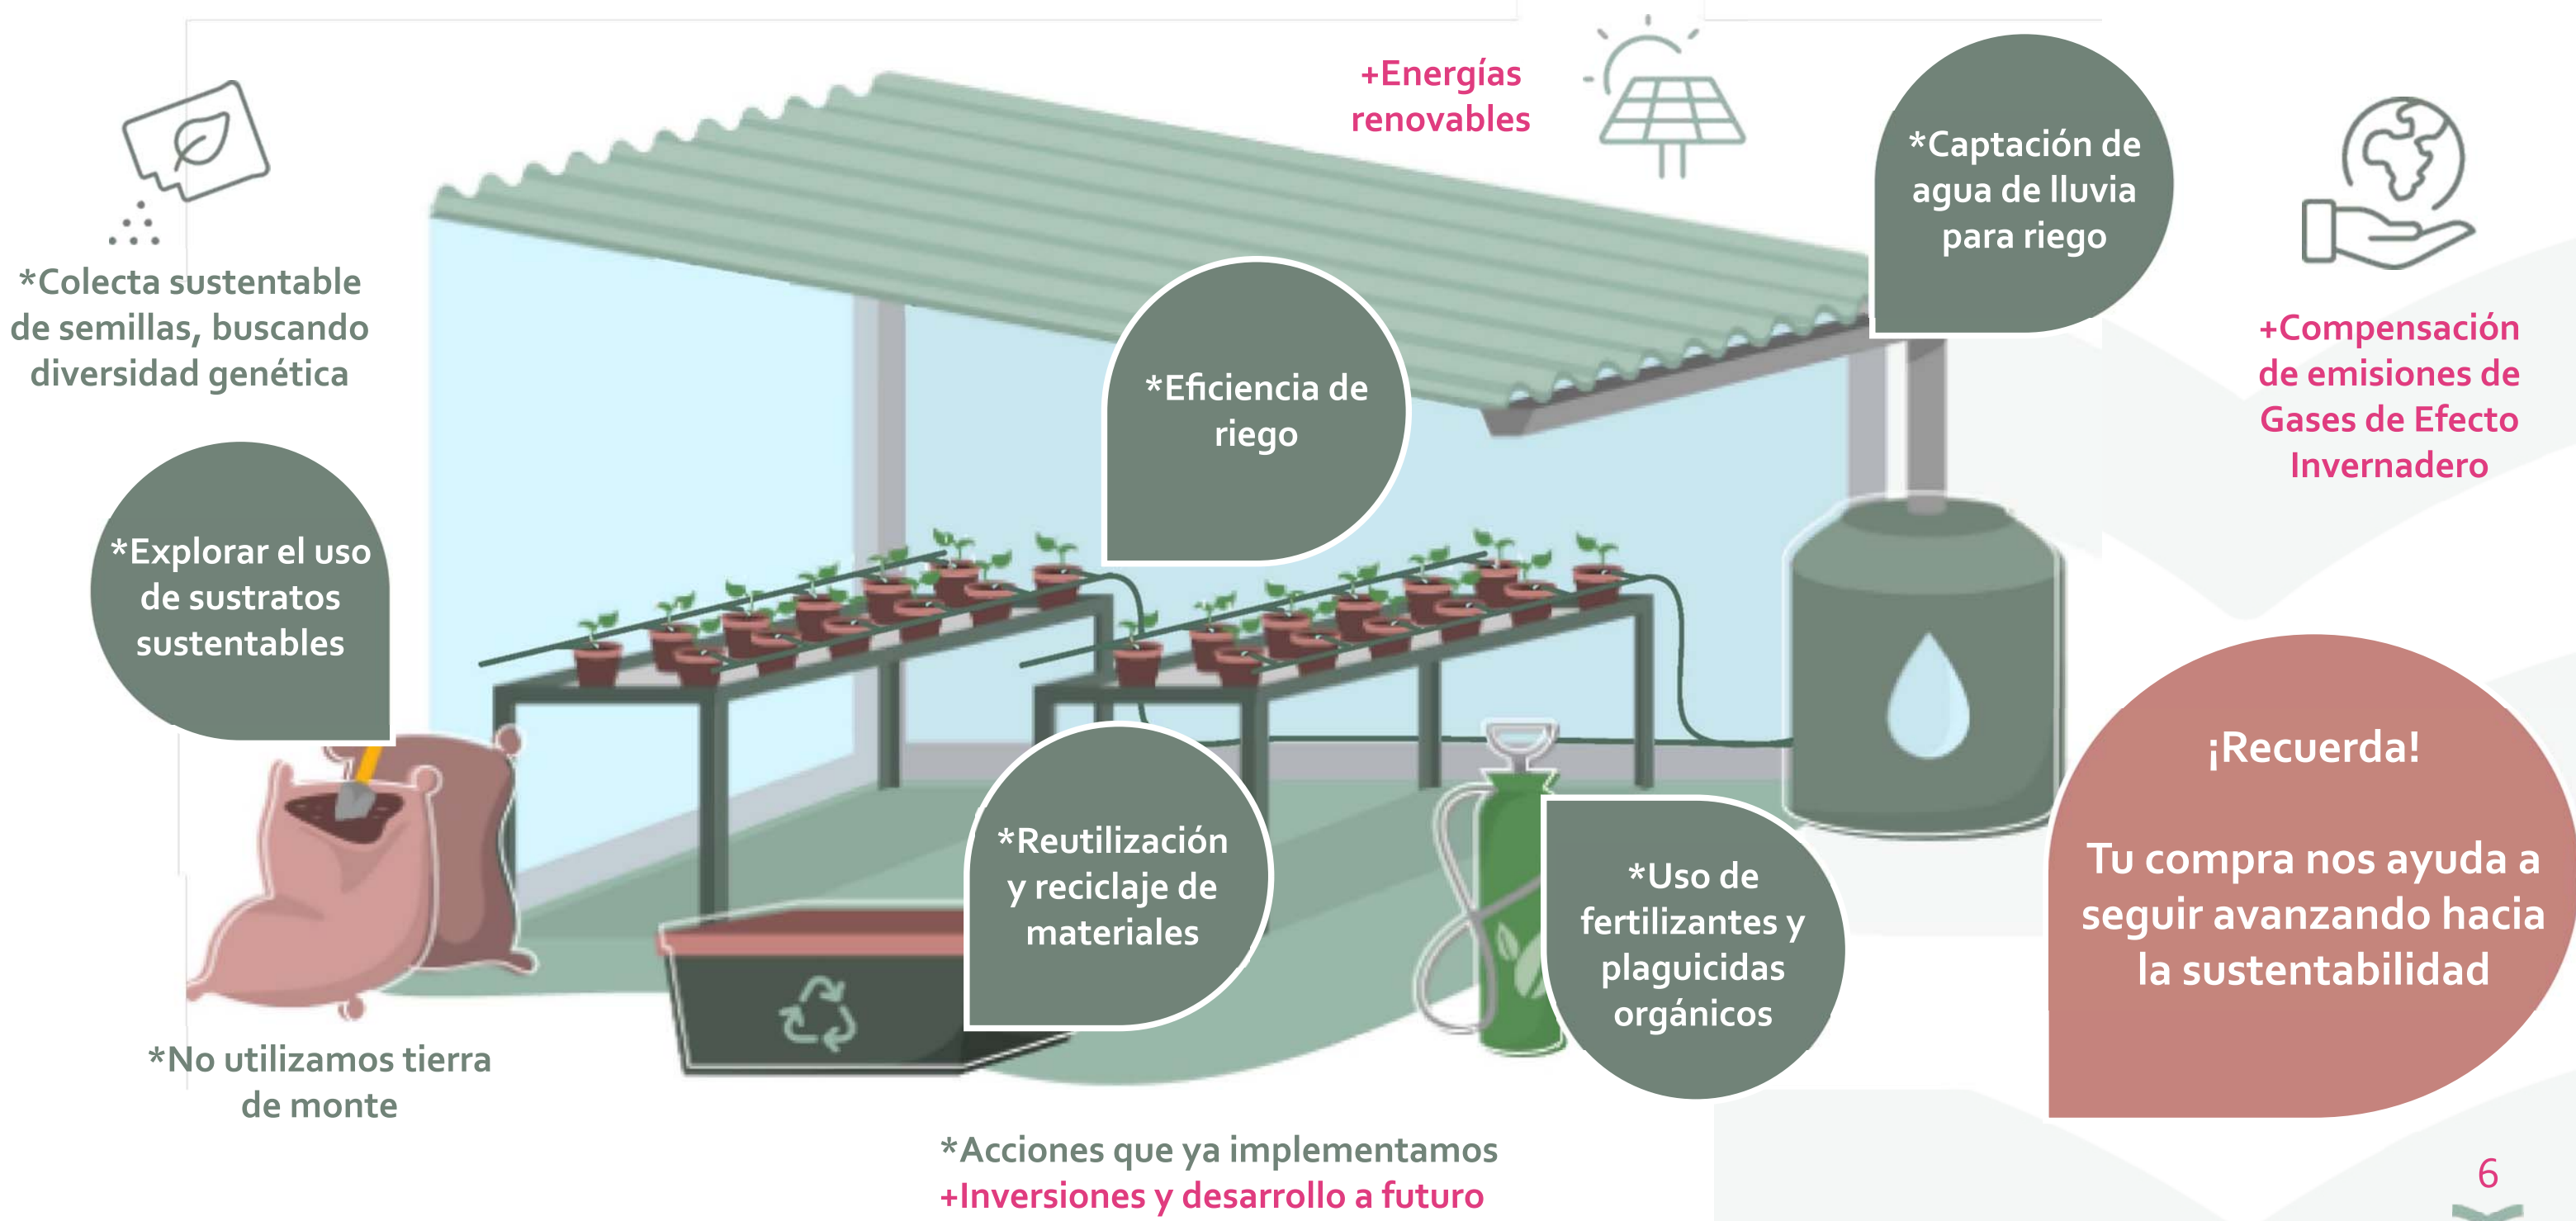 +Energías
renovables
*Captación de
agua de lluvia
para riego
*Colecta sustentable
de semillas, buscando
diversidad genética
+Compensación
de emisiones de
Gases de Efecto
Invernadero
*Eficiencia de
riego
*Explorar el uso
de sustratos
sustentables
¡Recuerda!
Tu compra nos ayuda a
seguir avanzando hacia
la sustentabilidad
*Reutilización
y reciclaje de
materiales
*Uso de
fertilizantes y
plaguicidas
orgánicos
*No utilizamos tierra
de monte
*Acciones que ya implementamos
+Inversiones y desarrollo a futuro
6